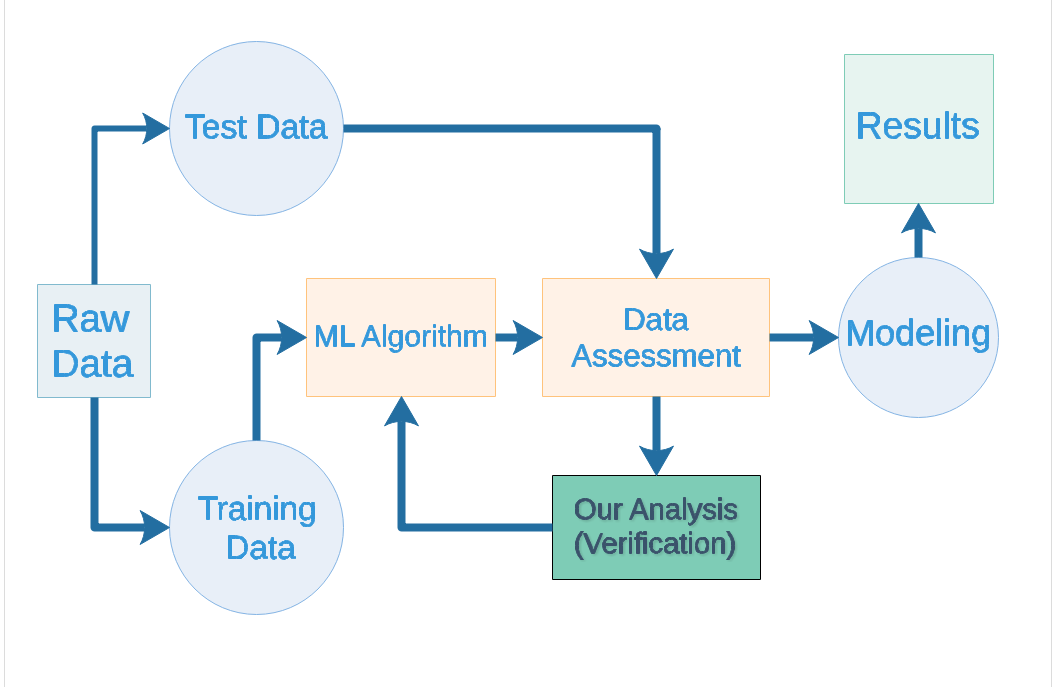 Test Data
Results
Raw
Data
ML Algorithm
Data
Assessment
Modeling
Training
Data
Our Analysis
(Verification)